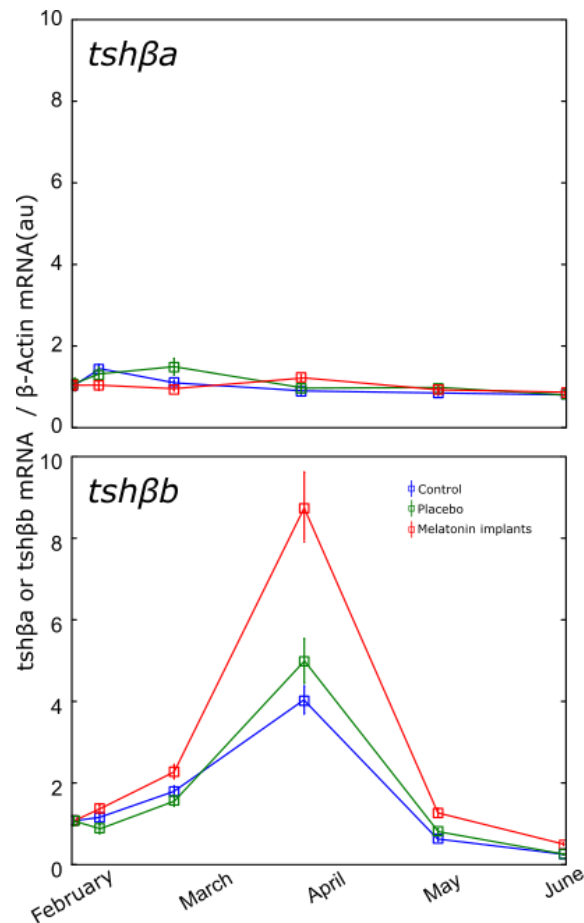 tshβa
10
8
6
4
2
0
tshβa or tshβb mRNA / β-Actin mRNA(au)
tshβb
10
8
6
4
2
0
Control
Placebo
Melatonin implants
February
March
April
May
June